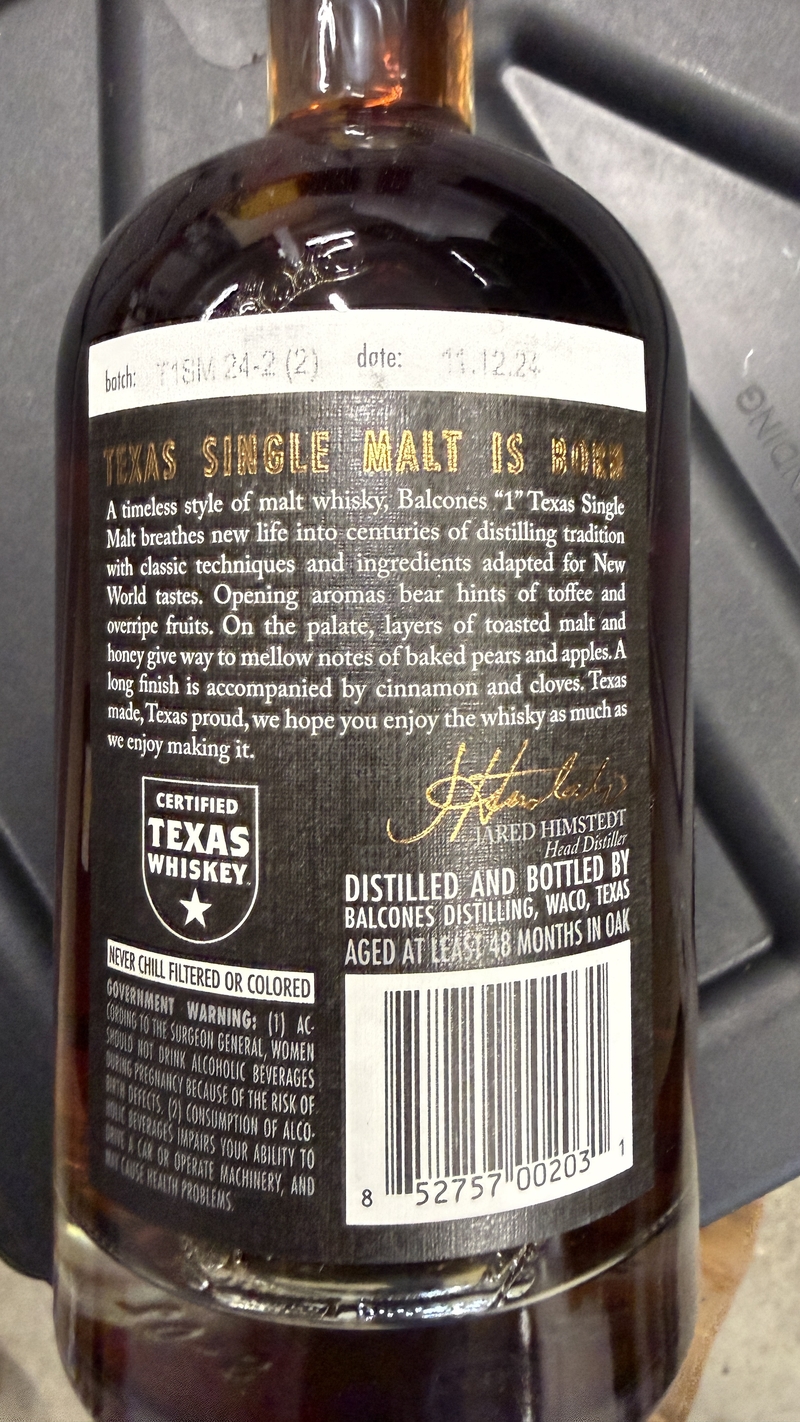 batch: T1SM 24-2 (2) date: 11.12.24
TEXAS SINGLE MALT IS BORN
A timeless style of malt whisky, Balcones “1” Texas Single
Malt breathes new life into centuries of distilling tradition
with classic techniques and ingredients adapted for New
World tastes. Opening aromas bear hints of toffee and
overripe fruits. On the palate, layers of toasted malt and
honey give way to mellow notes of baked pears and apples. A
long finish is accompanied by cinnamon and cloves. Texas
made, Texas proud, we hope you enjoy the whisky as much as
we enjoy making it.
JARED HIMSTEDT
Head Distiller
CERTIFIED
TEXAS
WHISKEY
DISTILLED AND BOTTLED BY
BALCONES DISTILLING, WACO, TEXAS
AGED AT LEAST 48 MONTHS IN OAK
NEVER CHILL FILTERED OR COLORED
GOVERNMENT WARNING: (1) AC-
CORDING TO THE SURGEON GENERAL, WOMEN
SHOULD NOT DRINK ALCOHOLIC BEVERAGES
DURING PREGNANCY BECAUSE OF THE RISK OF
BIRTH DEFECTS. (2) CONSUMPTION OF ALCO-
HOLIC BEVERAGES IMPAIRS YOUR ABILITY TO
DRIVE A CAR OR OPERATE MACHINERY, AND
MAY CAUSE HEALTH PROBLEMS.
8 52757 00203 1